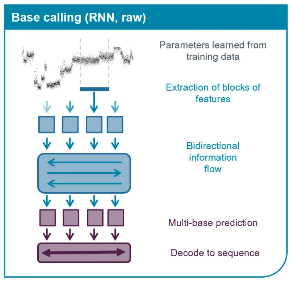 Base calling (RNN, raw)
Parameters learned from
training data
Extraction of blocks of
features
Bidirectional
information
flow
Multi-base prediction
Decode to sequence